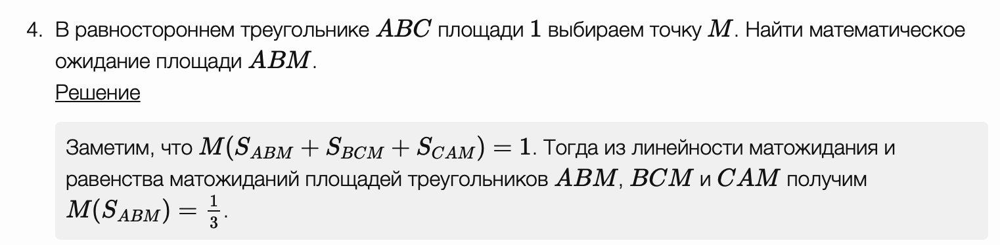 4. В равностороннем треугольнике ABC площади 1 выбираем точку M. Найти математическое
ожидание площади ABM.
Решение
Заметим, что M(S_{ABM} + S_{BCM} + S_{CAM}) = 1. Тогда из линейности матожидания и
равенства матожиданий площадей треугольников ABM, BCM и CAM получим
M(S_{ABM}) = \frac{1}{3}.